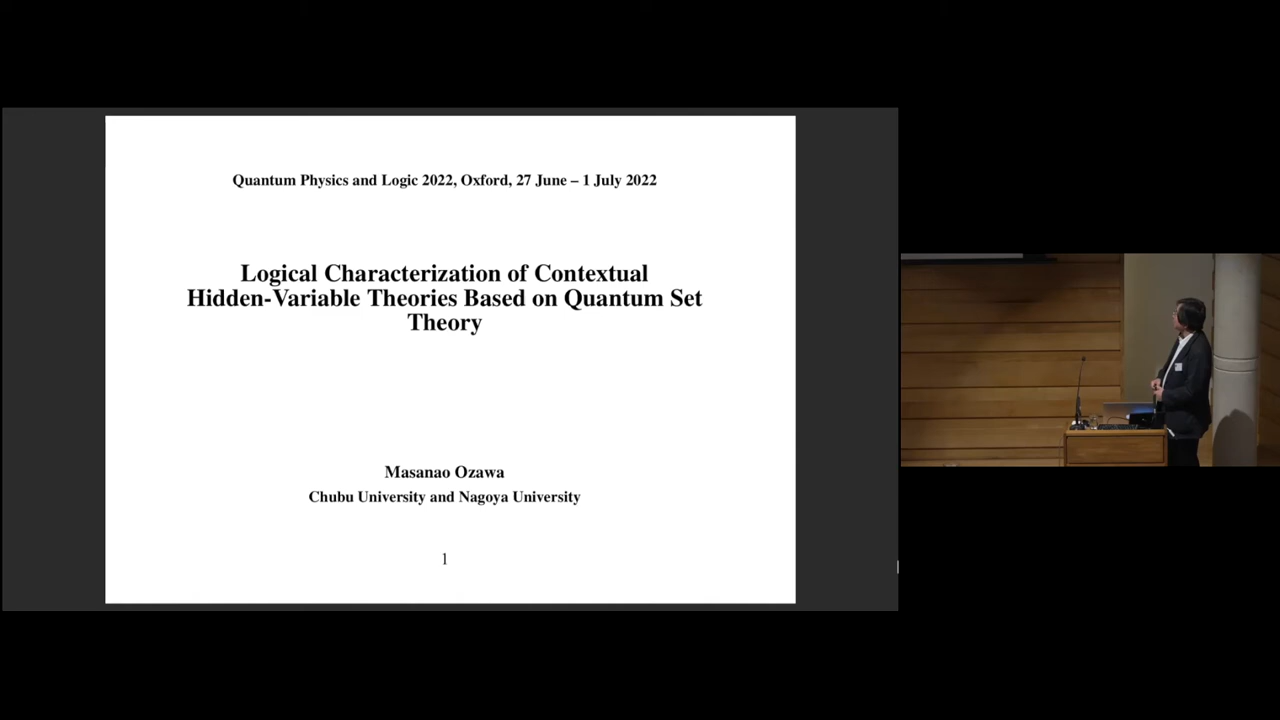 Quantum Physics and Logic 2022, Oxford, 27 June – 1 July 2022
Logical Characterization of Contextual
Hidden-Variable Theories Based on Quantum Set
Theory
Masanao Ozawa
Chubu University and Nagoya University
1